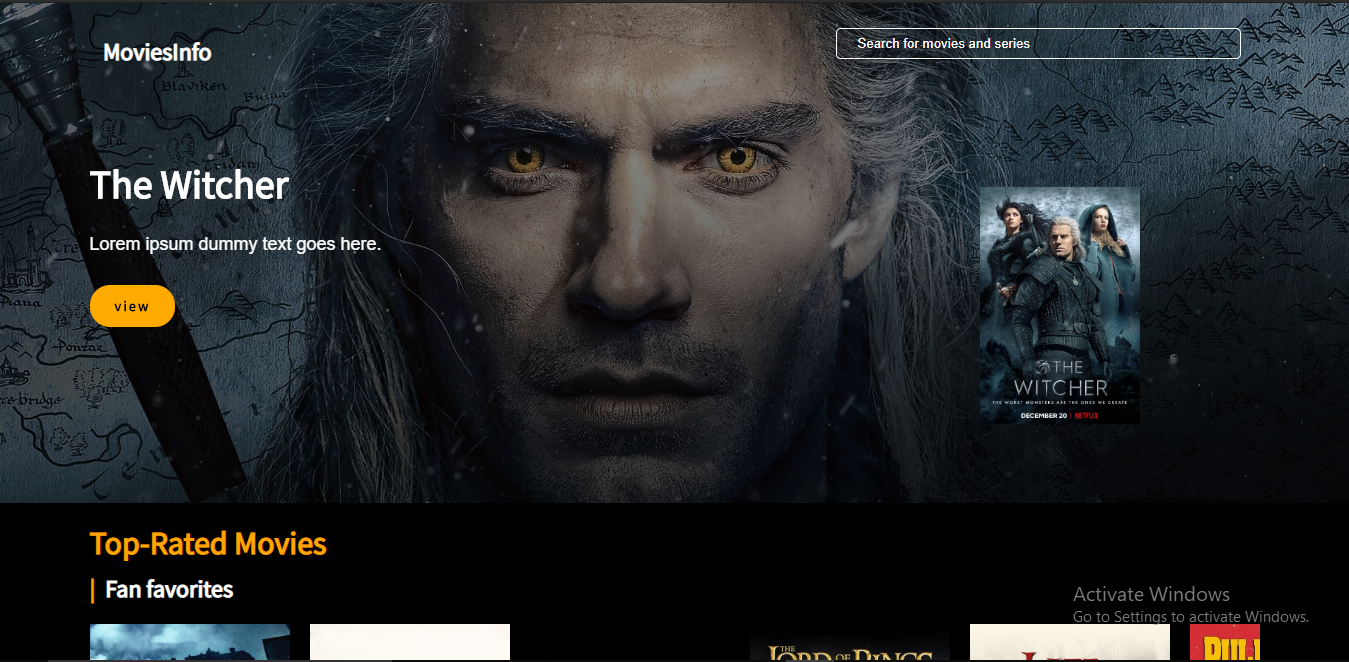 MoviesInfo
Search for movies and series
Blaviken
The Witcher
Lorem ipsum dummy text goes here.
view
THE
WITCHER
THE WORST MONSTERS ARE THE ONES WE CREATE
DECEMBER 20 | NETFLIX
Pontar
Top-Rated Movies
Fan favorites
Activate Windows
Go to Settings to activate Windows.
THE
LORD OF RINGS